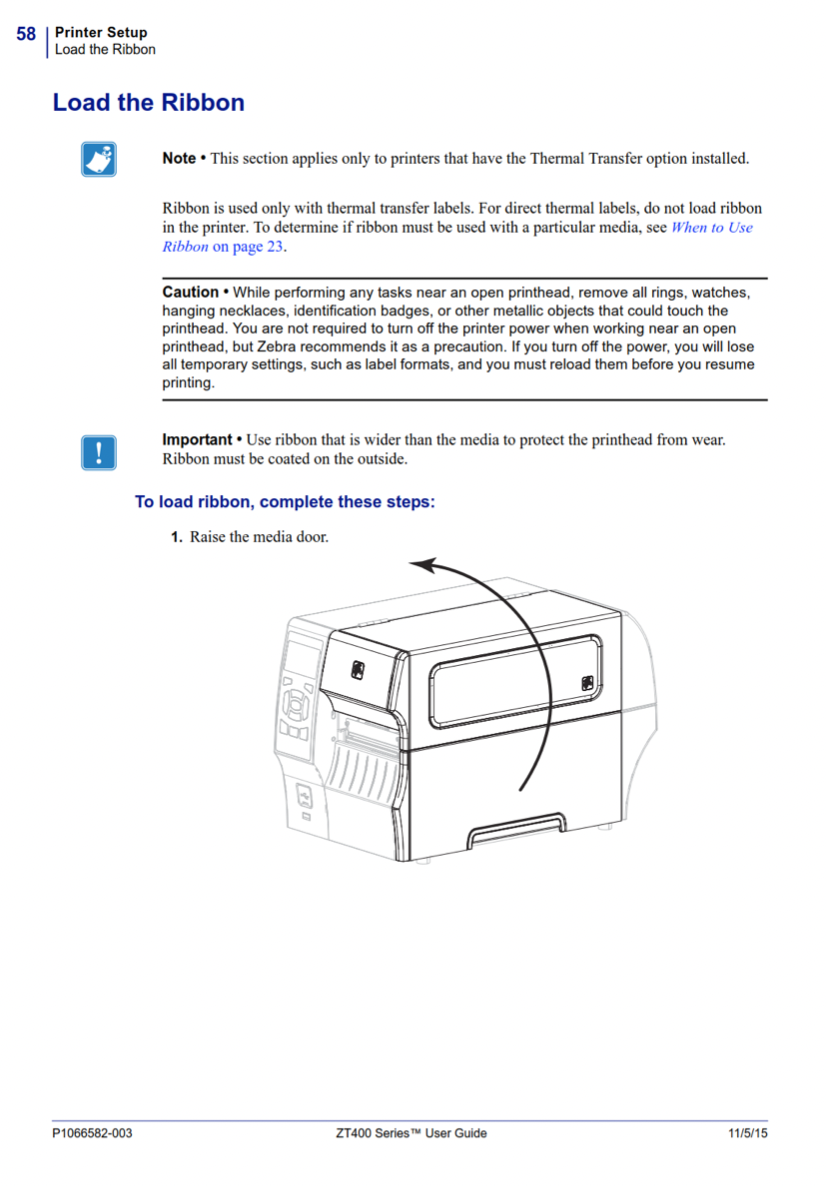 58
Printer Setup
Load the Ribbon
Load the Ribbon
Note • This section applies only to printers that have the Thermal Transfer option installed.
Ribbon is used only with thermal transfer labels. For direct thermal labels, do not load ribbon
in the printer. To determine if ribbon must be used with a particular media, see When to Use
Ribbon on page 23.
Caution • While performing any tasks near an open printhead, remove all rings, watches,
hanging necklaces, identification badges, or other metallic objects that could touch the
printhead. You are not required to turn off the printer power when working near an open
printhead, but Zebra recommends it as a precaution. If you turn off the power, you will lose
all temporary settings, such as label formats, and you must reload them before you resume
printing.
!
Important • Use ribbon that is wider than the media to protect the printhead from wear.
Ribbon must be coated on the outside.
To load ribbon, complete these steps:
1. Raise the media door.
P1066582-003
ZT400 Series™ User Guide
11/5/15